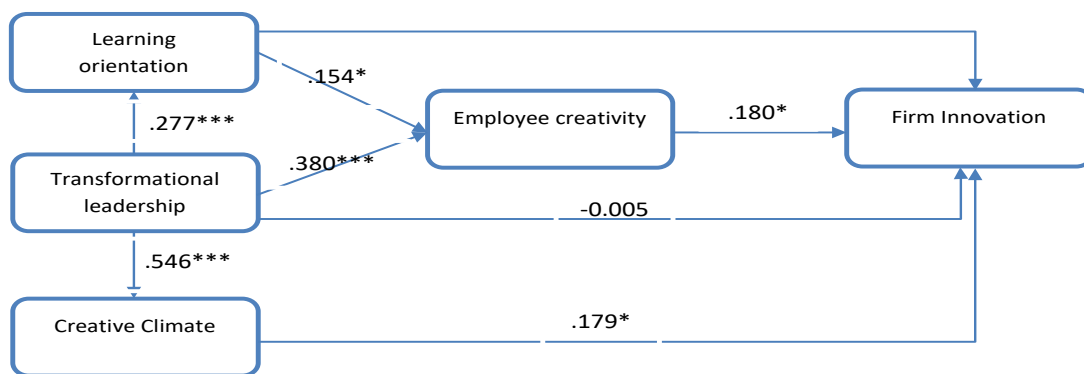 Learning
orientation
.154*
Employee creativity
.180*
Firm Innovation
.277***
.380***
Transformational
leadership
-0.005
.546***
Creative Climate
.179*